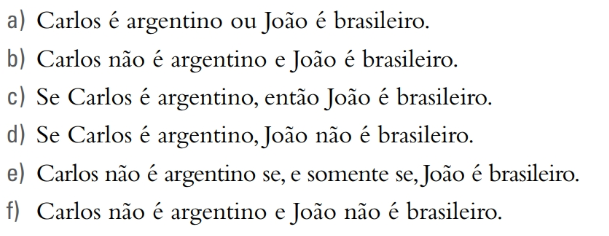 a) Carlos é argentino ou João é brasileiro.
b) Carlos não é argentino e João é brasileiro.
c) Se Carlos é argentino, então João é brasileiro.
d) Se Carlos é argentino, João não é brasileiro.
e) Carlos não é argentino se, e somente se, João é brasileiro.
f) Carlos não é argentino e João não é brasileiro.